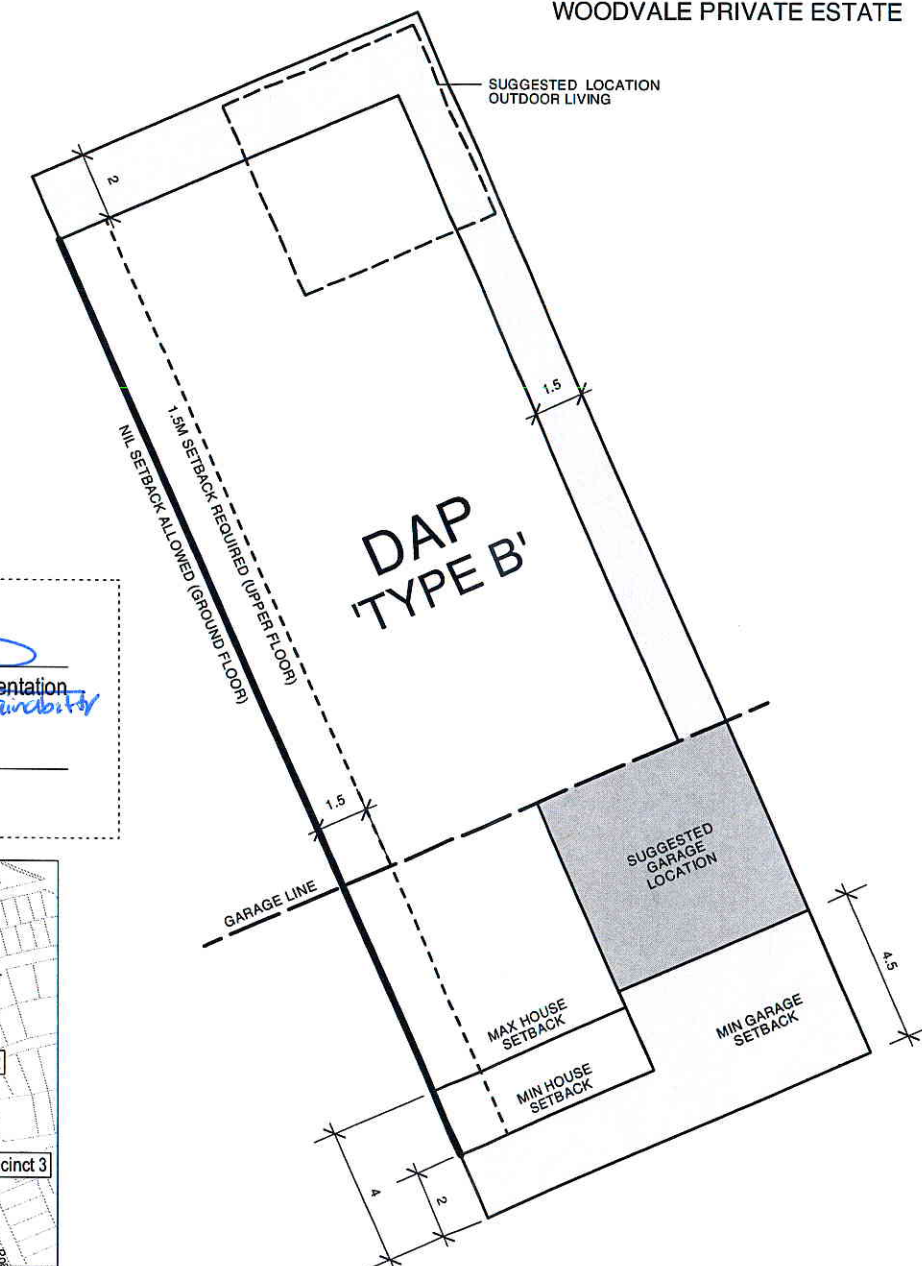 WOODVALE PRIVATE ESTATE
SUGGESTED LOCATION
OUTDOOR LIVING
2
1.5
NIL SETBACK ALLOWED (GROUND FLOOR)
1.5M SETBACK REQUIRED (UPPER FLOOR)
DAP
'TYPE B'
entation
1.5
GARAGE LINE
SUGGESTED
GARAGE
LOCATION
4.5
MAX HOUSE
SETBACK
MIN GARAGE
SETBACK
MIN HOUSE
SETBACK
cinct 3
4
2